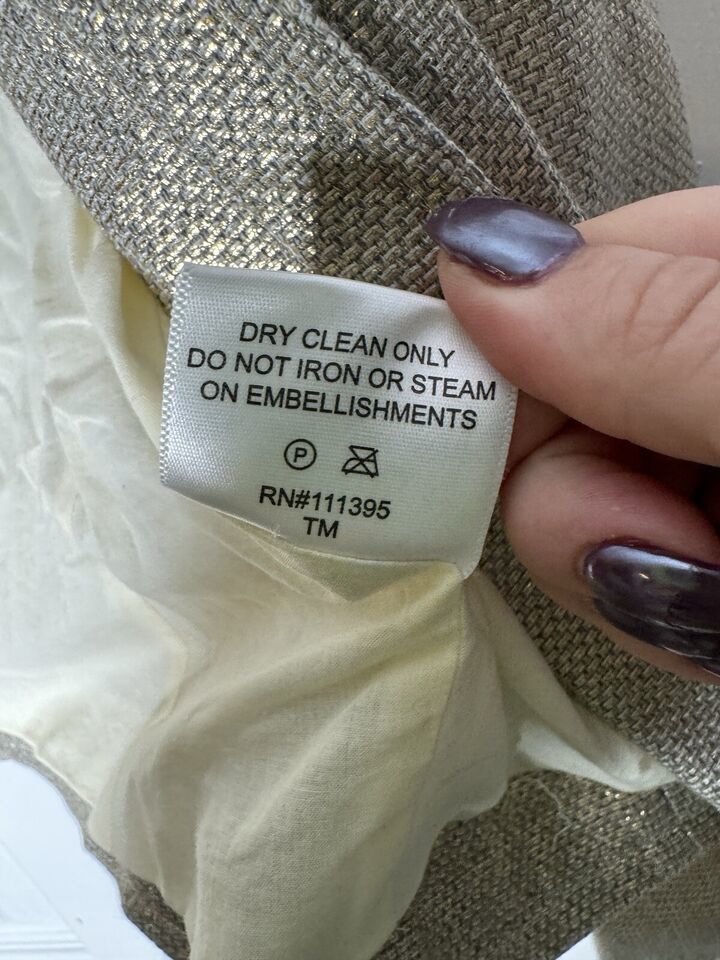 DRY CLEAN ONLY
DO NOT IRON OR STEAM
ON EMBELLISHMENTS
P
RN#111395
TM